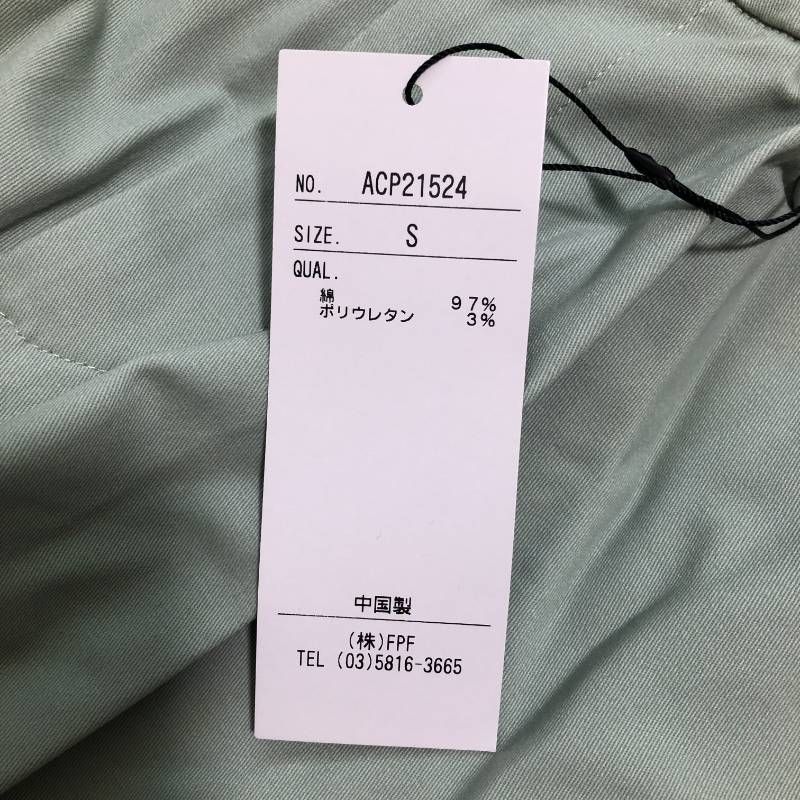 NO. ACP21524
SIZE. S
QUAL.
綿 97%
ポリウレタン 3%
中国製
(株)FPF
TEL (03)5816-3665